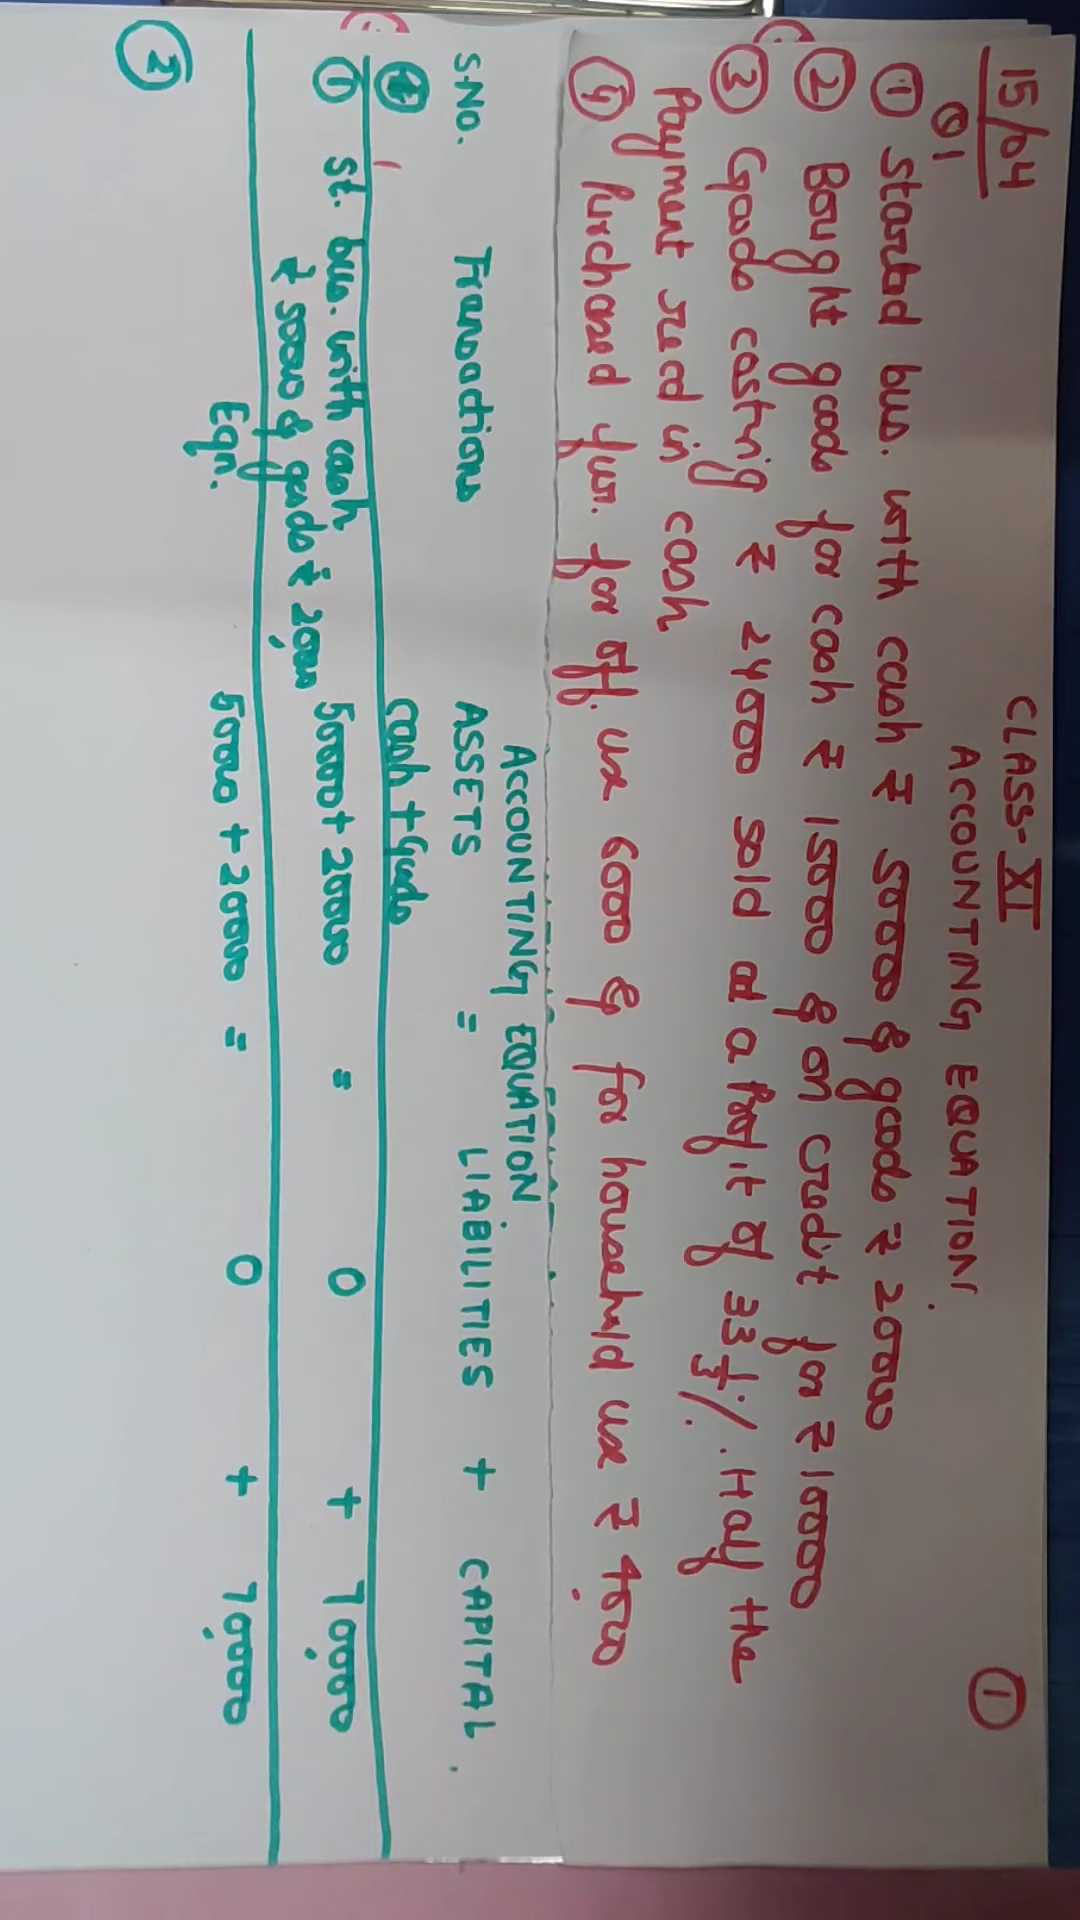 15/04
CLASS-XI
①
Q1
ACCOUNTING EQUATION
① Started bus. with cash ₹ 50000 & goods ₹ 20000
② Bought goods for cash ₹ 15000 & on credit for ₹ 10000
③ Goods costing ₹ 24000 sold at a Profit of 33 1/3 %. Half the
Payment recd in cash
④ Purchased fur. for off. use 6000 & for household use ₹ 4000
ACCOUNTING EQUATION
S.NO. Transactions ASSETS = LIABILITIES + CAPITAL
Cash + Goods
① st. bus. with cash 50000 + 20000 = 0 + 70000
₹ 50000 & goods ₹ 20000
Eqn. 50000 + 20000 = 0 + 70000
②